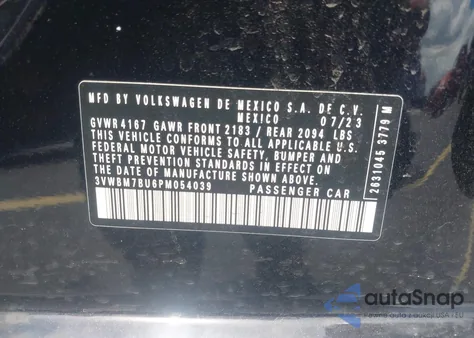 MFD BY VOLKSWAGEN DE MEXICO S.A. DE C.V.
MEXICO 07/23
GVWR4167 GAWR FRONT 2183 / REAR 2094 LBS
THIS VEHICLE CONFORMS TO ALL APPLICABLE
FEDERAL MOTOR VEHICLE SAFETY, BUMPER AND
THEFT PREVENTION STANDARDS IN EFFECT ON
THE DATE OF MANUFACTURE SHOWN ABOVE.
3VWBM7BU6PM054039 PASSENGER CAR
2631045 3779 M
autoSnap